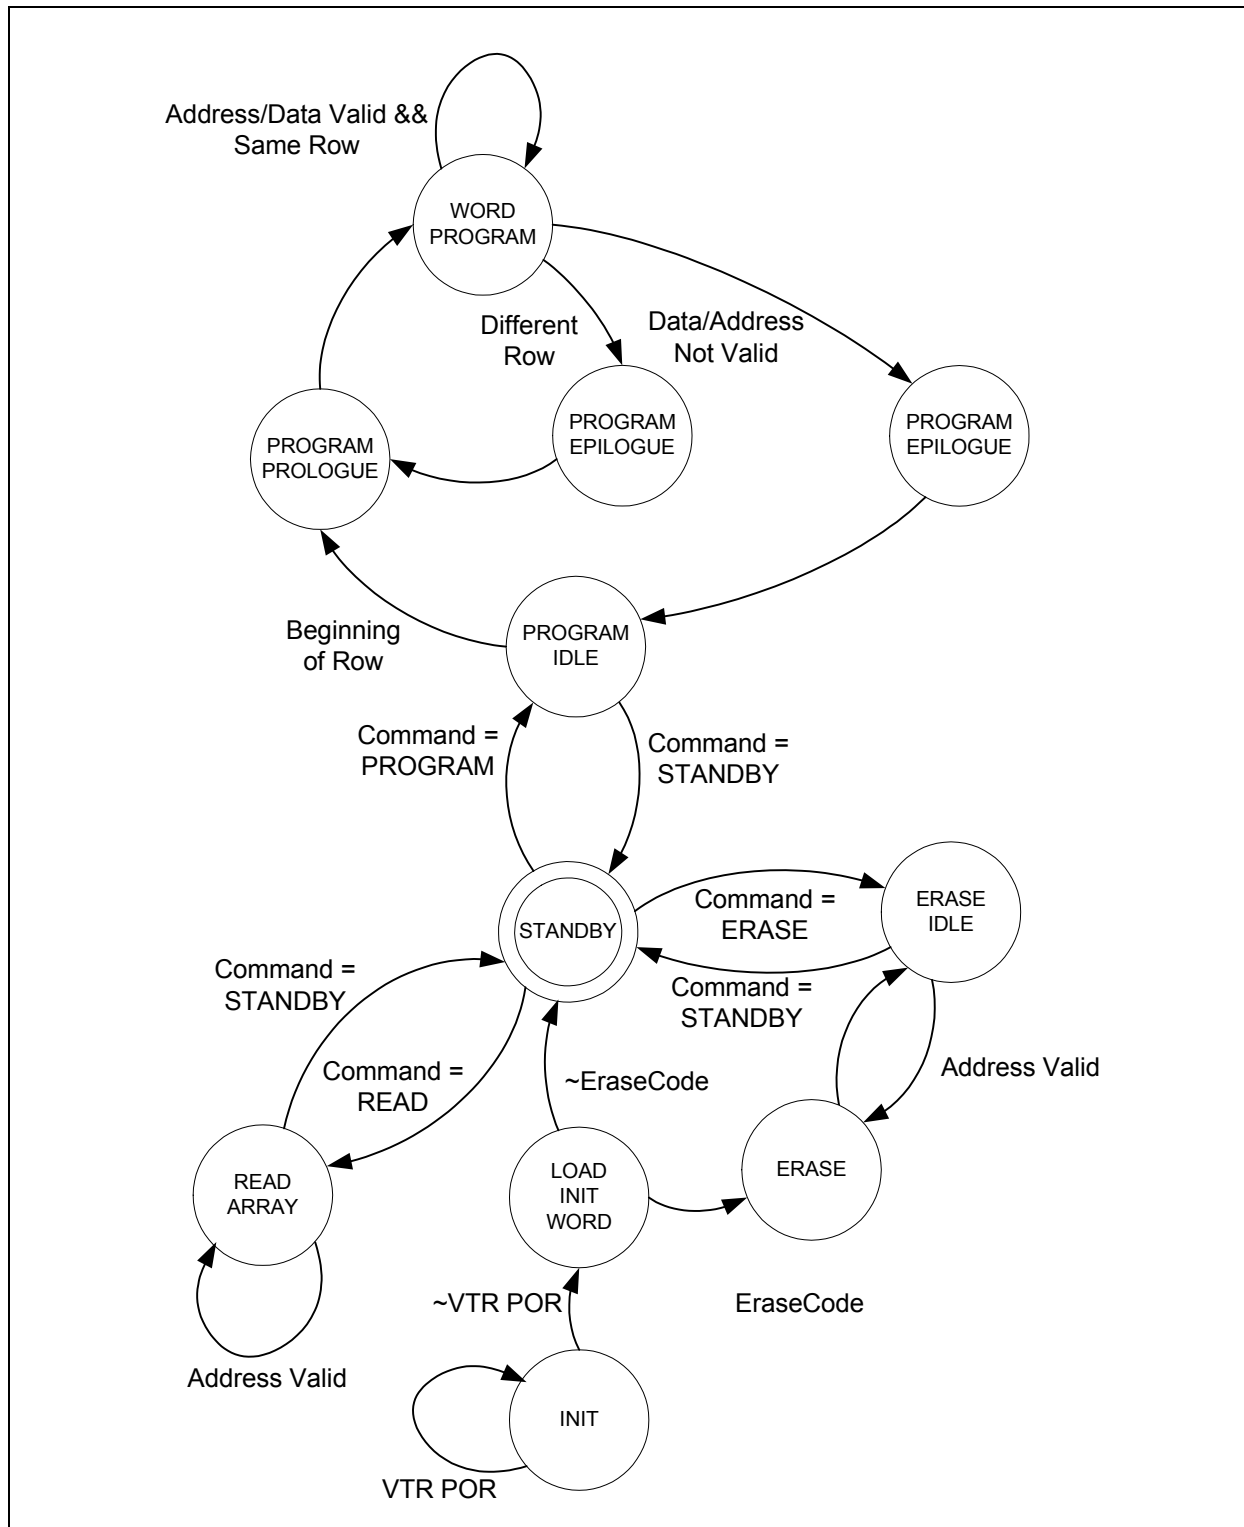 Address/Data Valid &&
Same Row
WORD
PROGRAM
Different
Row
Data/Address
Not Valid
PROGRAM
PROLOGUE
PROGRAM
EPILOGUE
PROGRAM
EPILOGUE
Beginning
of Row
PROGRAM
IDLE
Command =
PROGRAM
Command =
STANDBY
STANDBY
Command =
ERASE
ERASE
IDLE
Command =
STANDBY
Command =
STANDBY
Command =
READ
~EraseCode
Address Valid
READ
ARRAY
LOAD
INIT
WORD
ERASE
~VTR POR
EraseCode
Address Valid
INIT
VTR POR